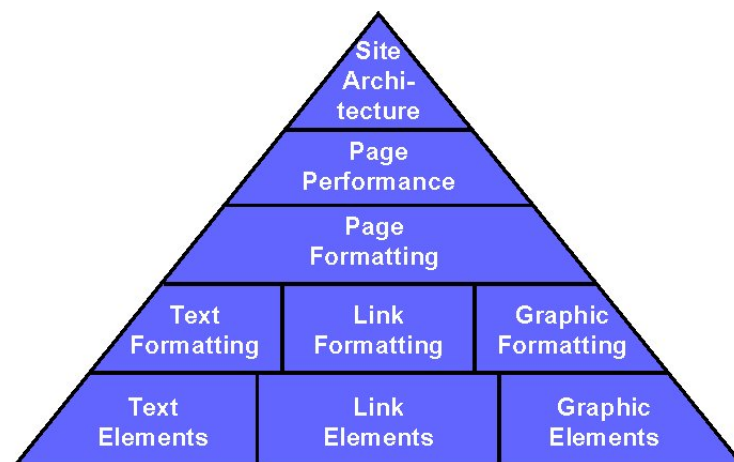 Site
Archi-
tecture
Page
Performance
Page
Formatting
Text
Formatting
Link
Formatting
Graphic
Formatting
Text
Elements
Link
Elements
Graphic
Elements